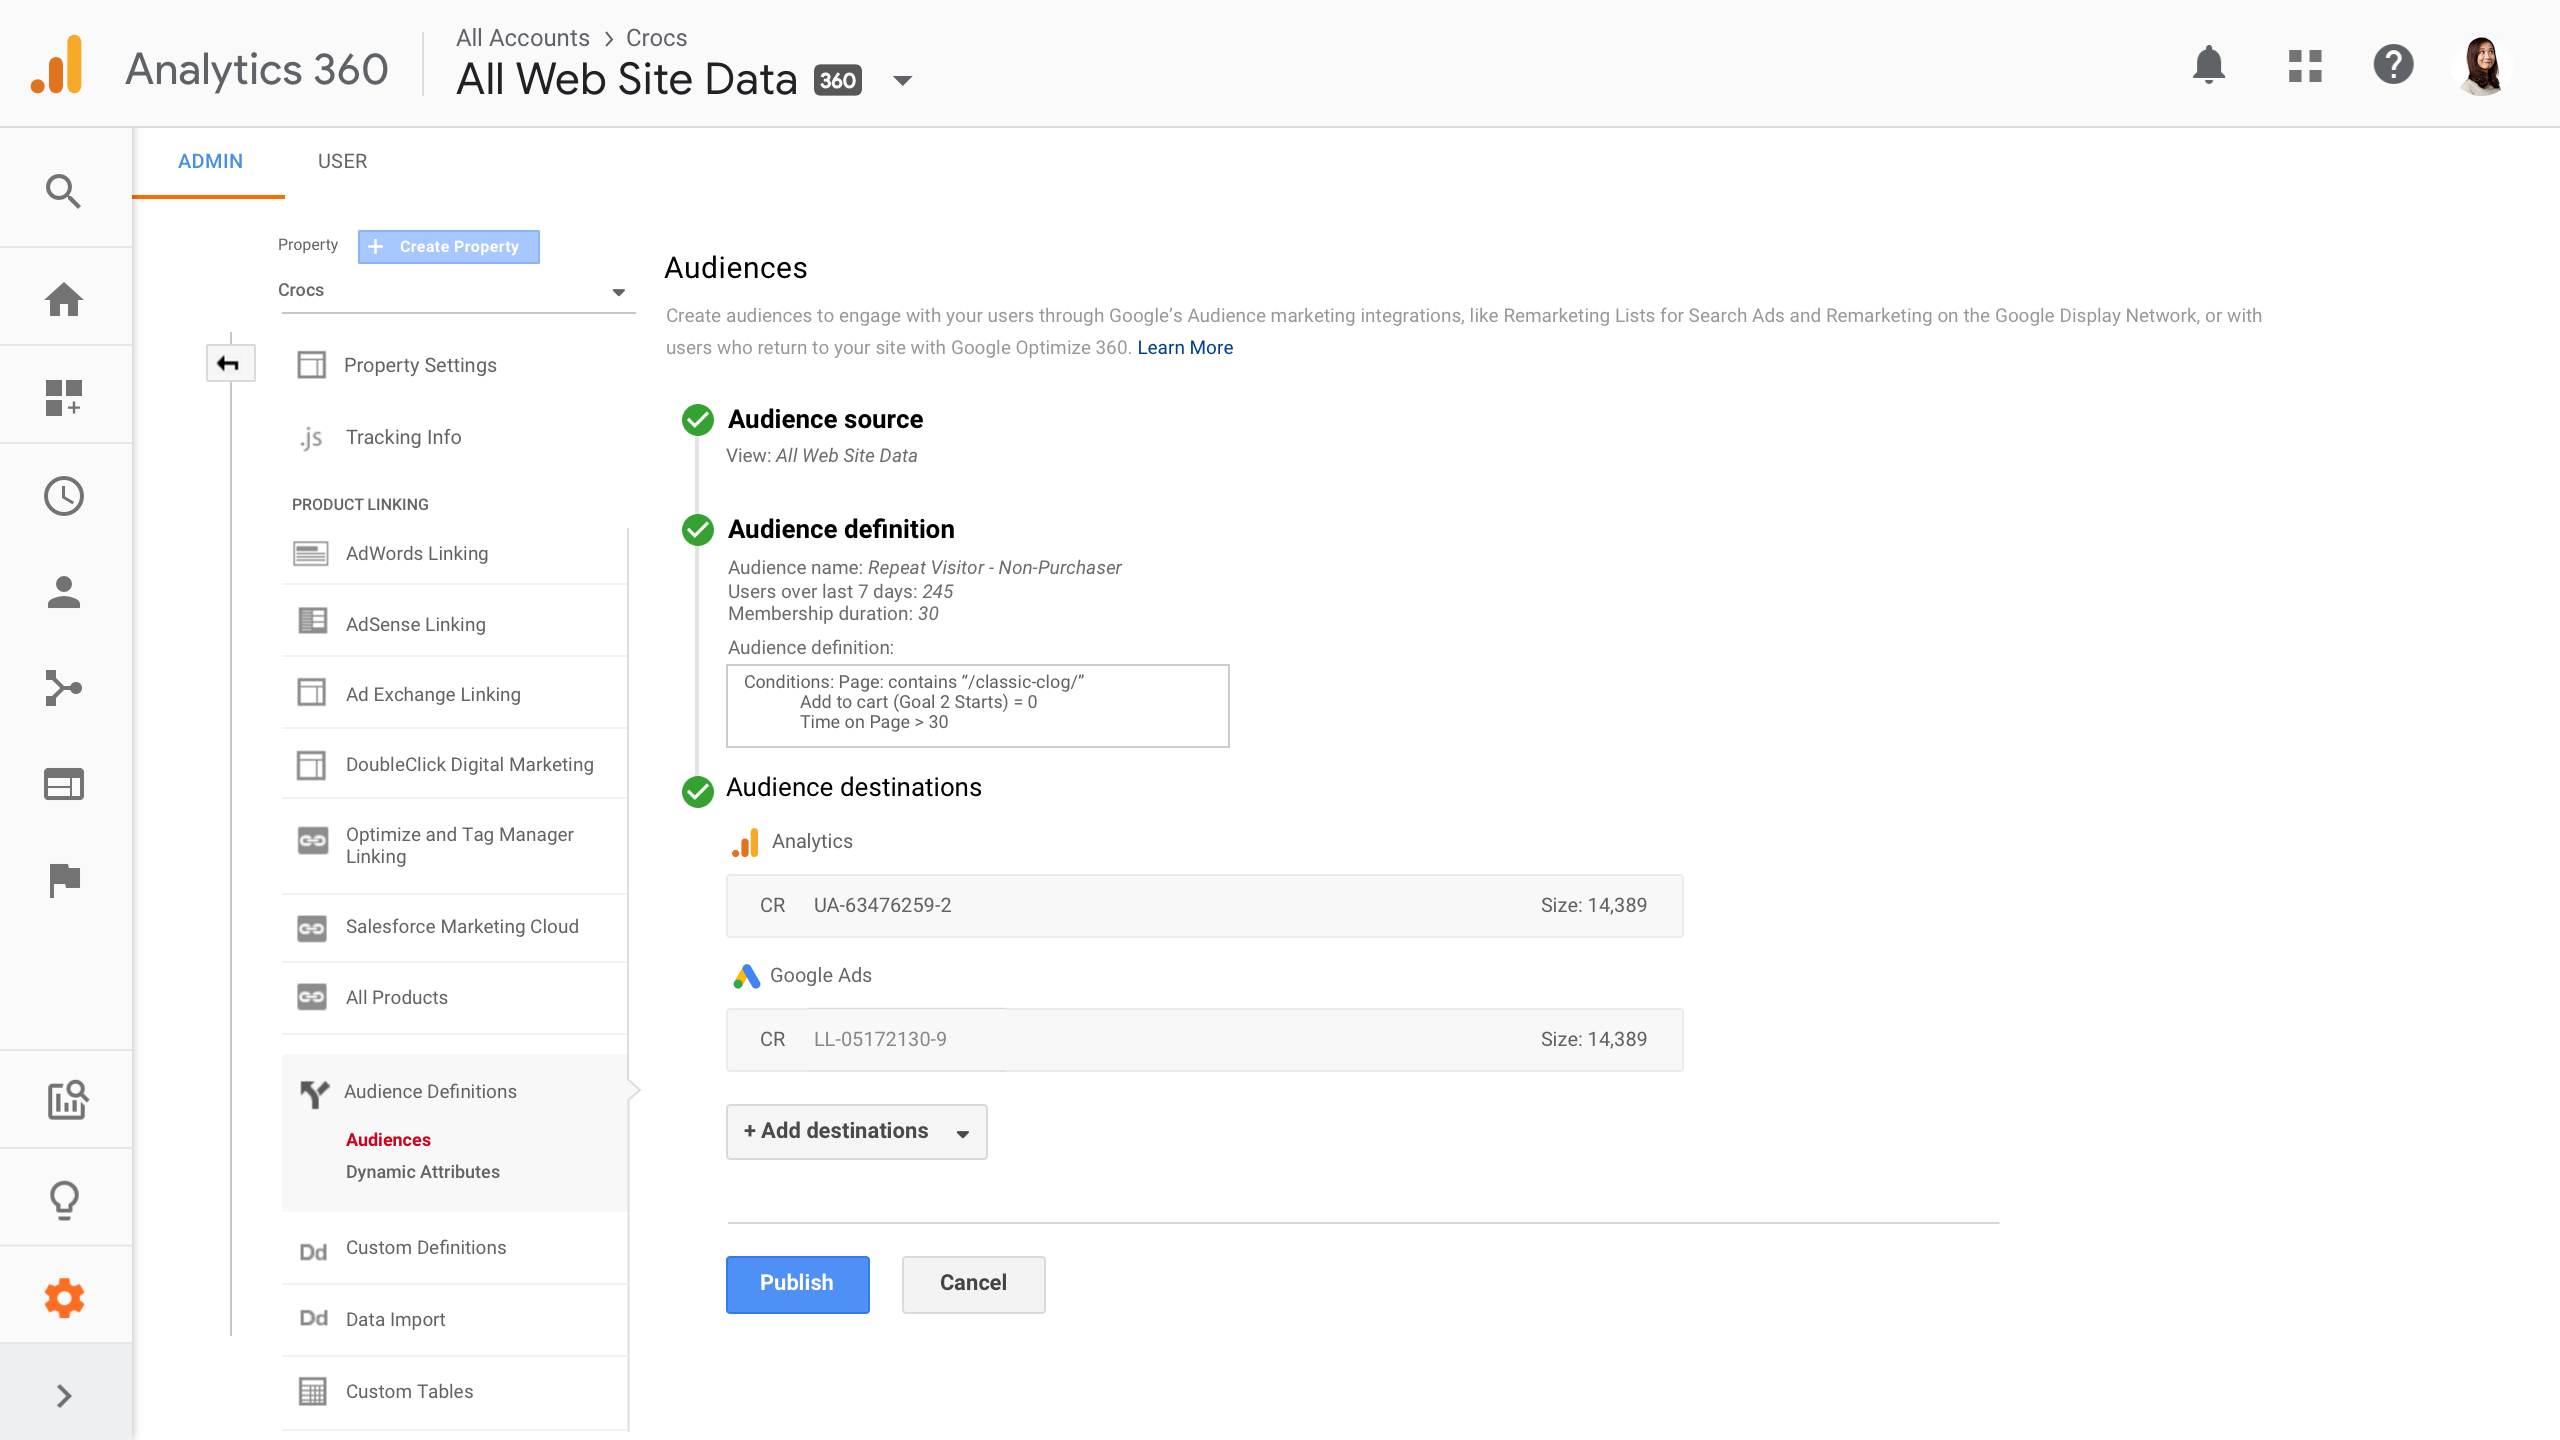 Analytics 360
All Accounts > Crocs
All Web Site Data 360
ADMIN USER
Property + Create Property
Crocs
Property Settings
.js Tracking Info
PRODUCT LINKING
AdWords Linking
AdSense Linking
Ad Exchange Linking
DoubleClick Digital Marketing
Optimize and Tag Manager
Linking
Salesforce Marketing Cloud
All Products
Audience Definitions
Audiences
Dynamic Attributes
Dd Custom Definitions
Dd Data Import
Custom Tables
Audiences
Create audiences to engage with your users through Google’s Audience marketing integrations, like Remarketing Lists for Search Ads and Remarketing on the Google Display Network, or with
users who return to your site with Google Optimize 360. Learn More
Audience source
View: All Web Site Data
Audience definition
Audience name: Repeat Visitor - Non-Purchaser
Users over last 7 days: 245
Membership duration: 30
Audience definition:
Conditions: Page: contains “/classic-clog/”
Add to cart (Goal 2 Starts) = 0
Time on Page > 30
Audience destinations
Analytics
CR UA-63476259-2 Size: 14,389
Google Ads
CR LL-05172130-9 Size: 14,389
+ Add destinations
Publish Cancel